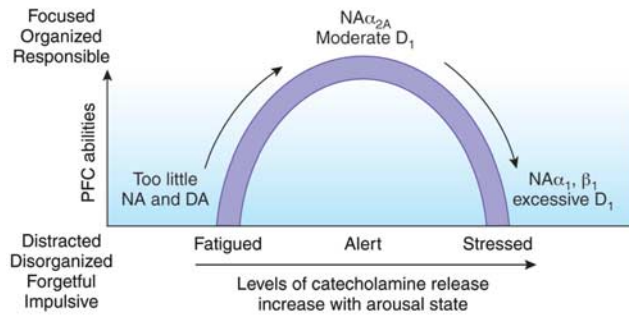 Focused
Organized
Responsible
NAα2A
Moderate D1
PFC abilities
Too little
NA and DA
NAα1, β1
excessive D1
Distracted
Disorganized
Forgetful
Impulsive
Fatigued
Alert
Stressed
Levels of catecholamine release
increase with arousal state